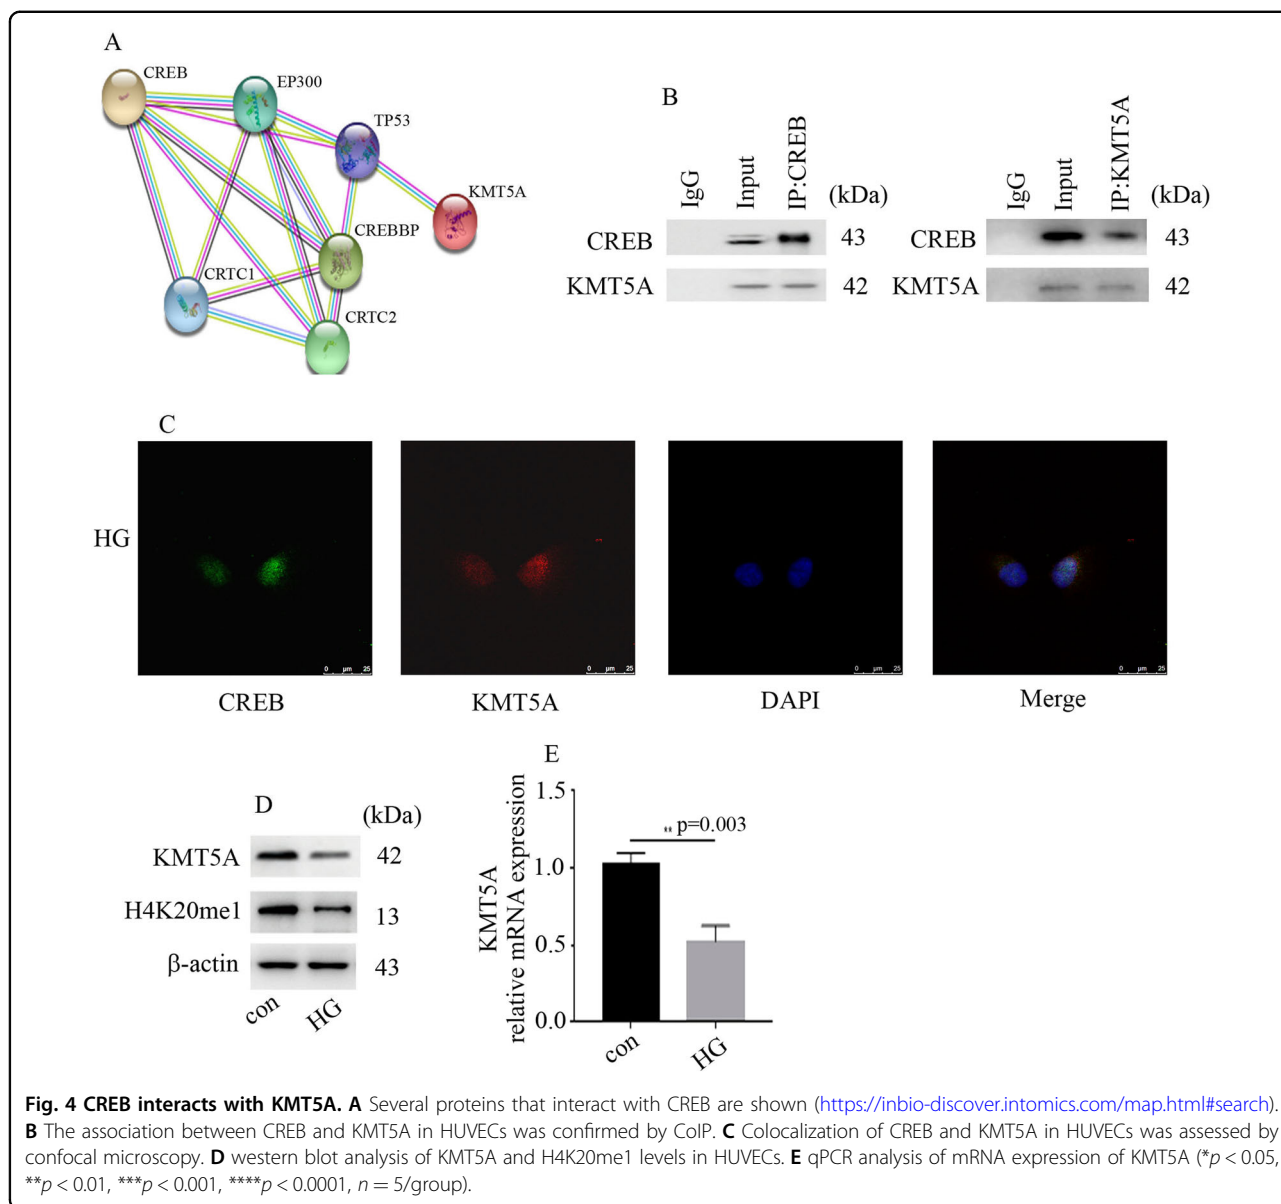 A
CREB
EP300
TP53
KMT5A
CREBBP
CRTC1
CRTC2
B
IgG
Input
IP:CREB
(kDa)
CREB
43
KMT5A
42
IgG
Input
IP:KMT5A
(kDa)
CREB
43
KMT5A
42
C
HG
0 µm 25
0 µm 25
0 µm 25
0 µm 25
CREB
KMT5A
DAPI
Merge
D
(kDa)
KMT5A
42
H4K20me1
13
β-actin
43
con
HG
E
KMT5A
relative mRNA expression
1.5
1.0
0.5
0.0
** p=0.003
con
HG
Fig. 4 CREB interacts with KMT5A. A Several proteins that interact with CREB are shown (https://inbio-discover.intomics.com/map.html#search).
B The association between CREB and KMT5A in HUVECs was confirmed by CoIP. C Colocalization of CREB and KMT5A in HUVECs was assessed by
confocal microscopy. D western blot analysis of KMT5A and H4K20me1 levels in HUVECs. E qPCR analysis of mRNA expression of KMT5A (*p < 0.05,
**p < 0.01, ***p < 0.001, ****p < 0.0001, n = 5/group).